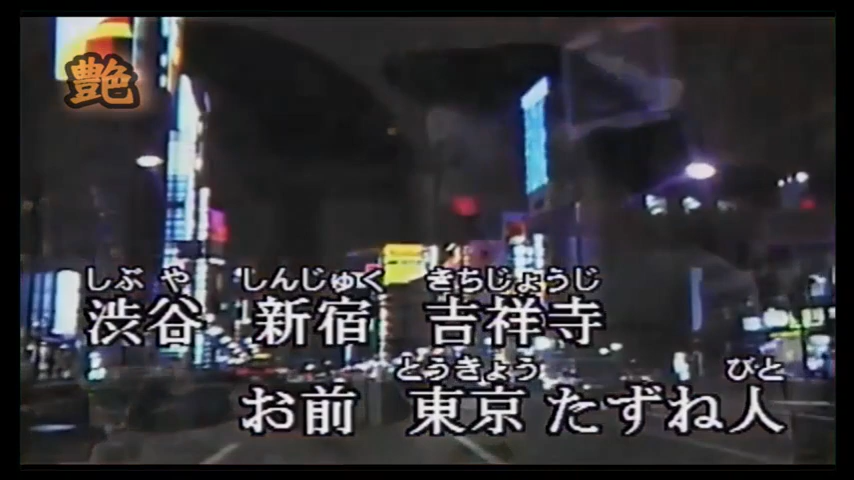 艶
しぶや しんじゅく きちじょうじ
渋谷 新宿 吉祥寺
とうきょう びと
お前 東京 たずね人